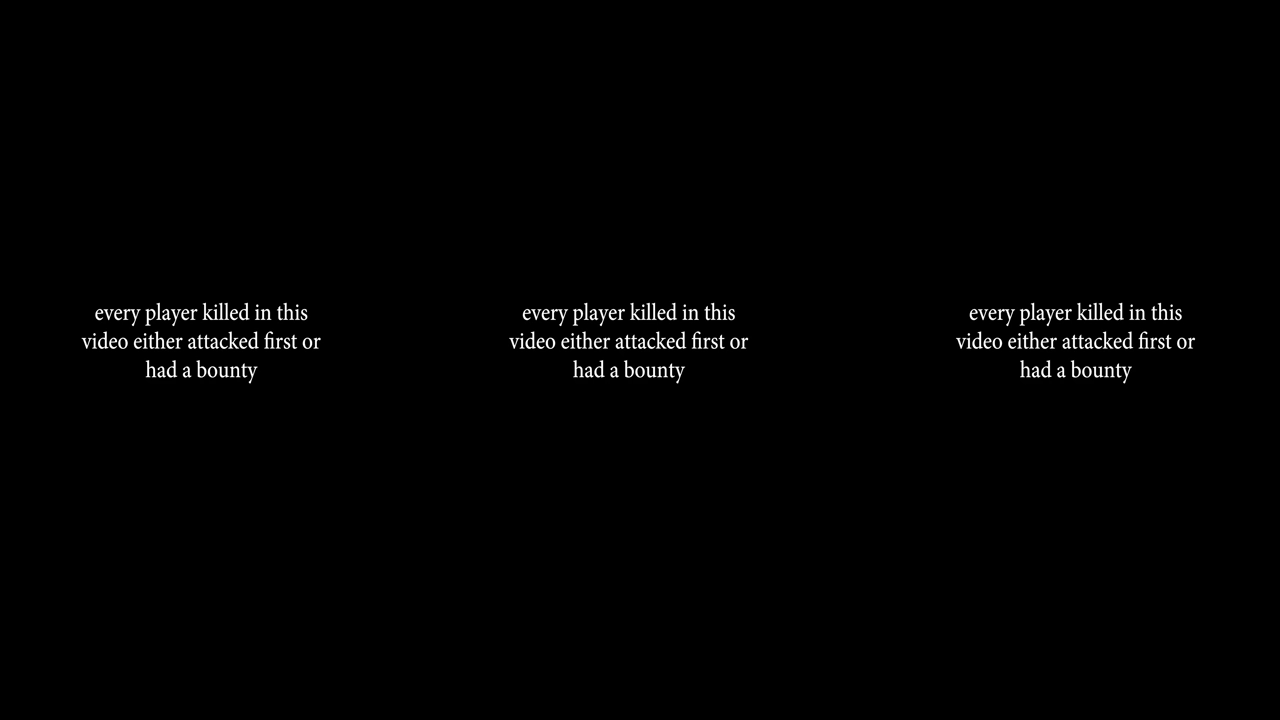 every player killed in this
video either attacked first or
had a bounty
every player killed in this
video either attacked first or
had a bounty
every player killed in this
video either attacked first or
had a bounty